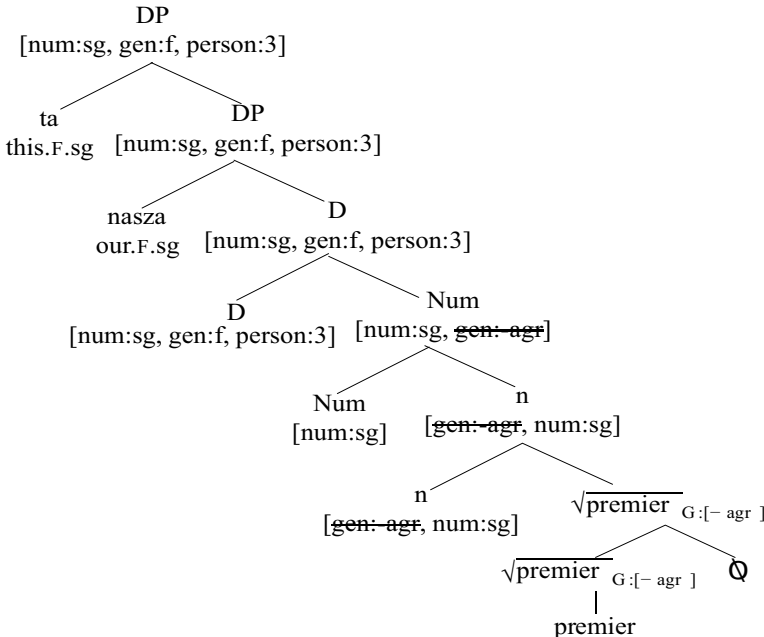 DP
[num:sg, gen:f, person:3]
ta
this.F.sg
DP
[num:sg, gen:f, person:3]
nasza
our.F.sg
D
[num:sg, gen:f, person:3]
D
[num:sg, gen:f, person:3]
Num
[num:sg, gen:-agr]
Num
[num:sg]
n
[gen:-agr, num:sg]
n
[gen:-agr, num:sg]
√premier G:[− agr ]
√premier G:[− agr ]
Ø
premier